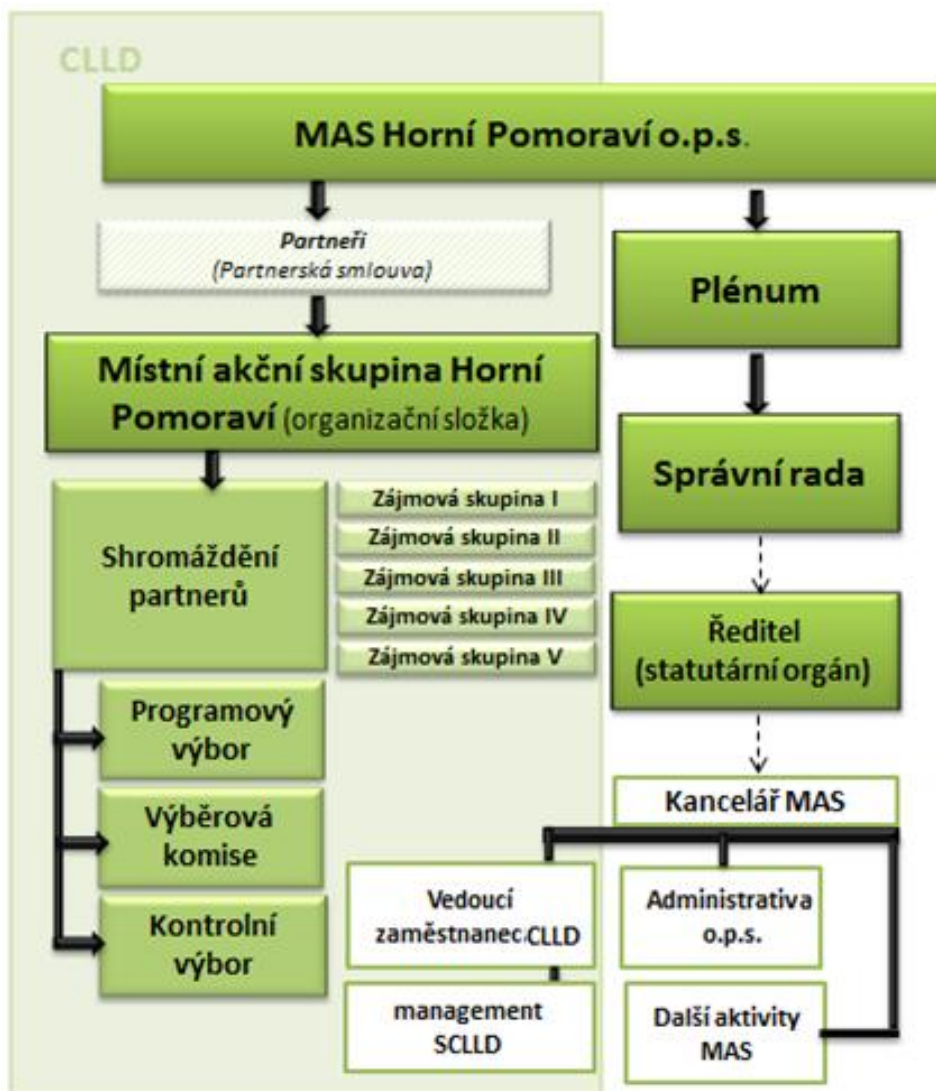 CLLD
MAS Horní Pomoraví o.p.s.
Partneři
(Partnerská smlouva)
Místní akční skupina Horní
Pomoraví (organizační složka)
Shromáždění
partnerů
Zájmová skupina I
Zájmová skupina II
Zájmová skupina III
Zájmová skupina IV
Zájmová skupina V
Programový
výbor
Výběrová
komise
Kontrolní
výbor
Plénum
Správní rada
Ředitel
(statutární orgán)
Kancelář MAS
Vedoucí
zaměstnanec CLLD
management
SCLLD
Administrativa
o.p.s.
Další aktivity
MAS